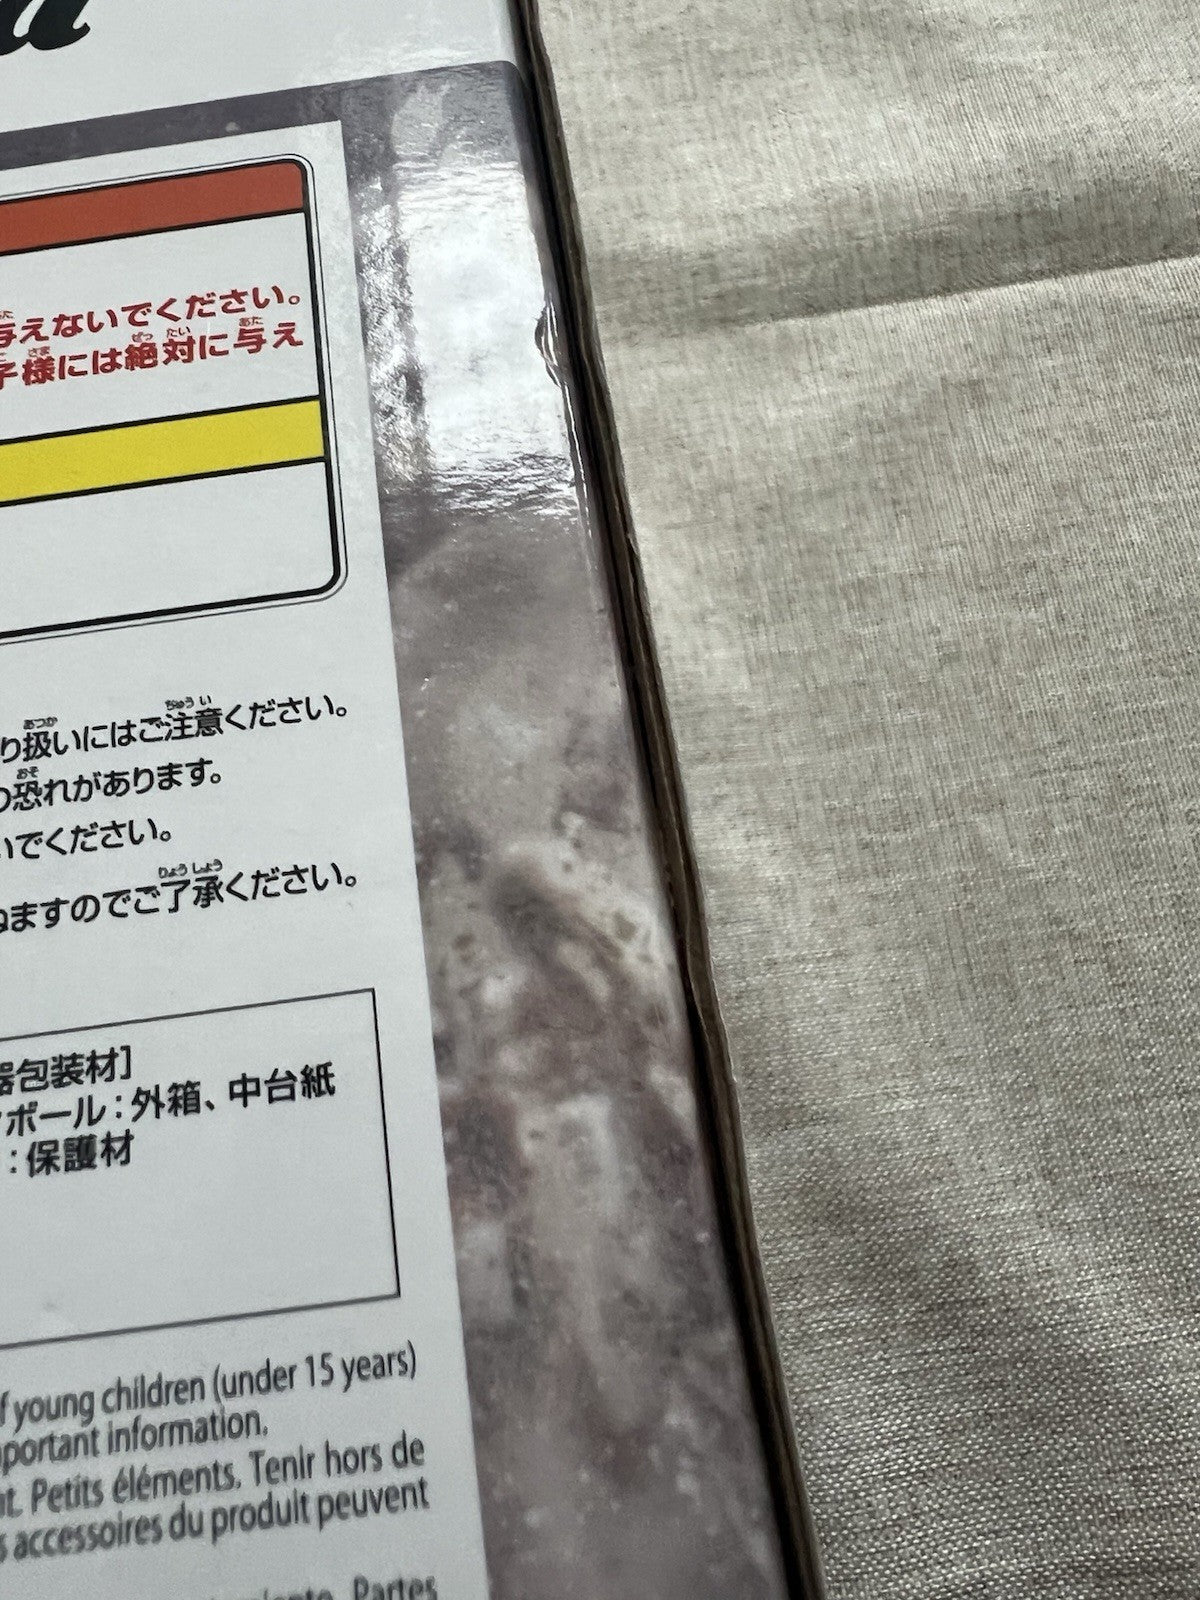 a
与えないでください。
子様には絶対に与え
り扱いにはご注意ください。
の恐れがあります。
いでください。
ねますのでご了承ください。
器包装材]
ボール：外箱、中台紙
：保護材
f young children (under 15 years)
portant information.
nt. Petits éléments. Tenir hors de
s accessoires du produit peuvent
Partes